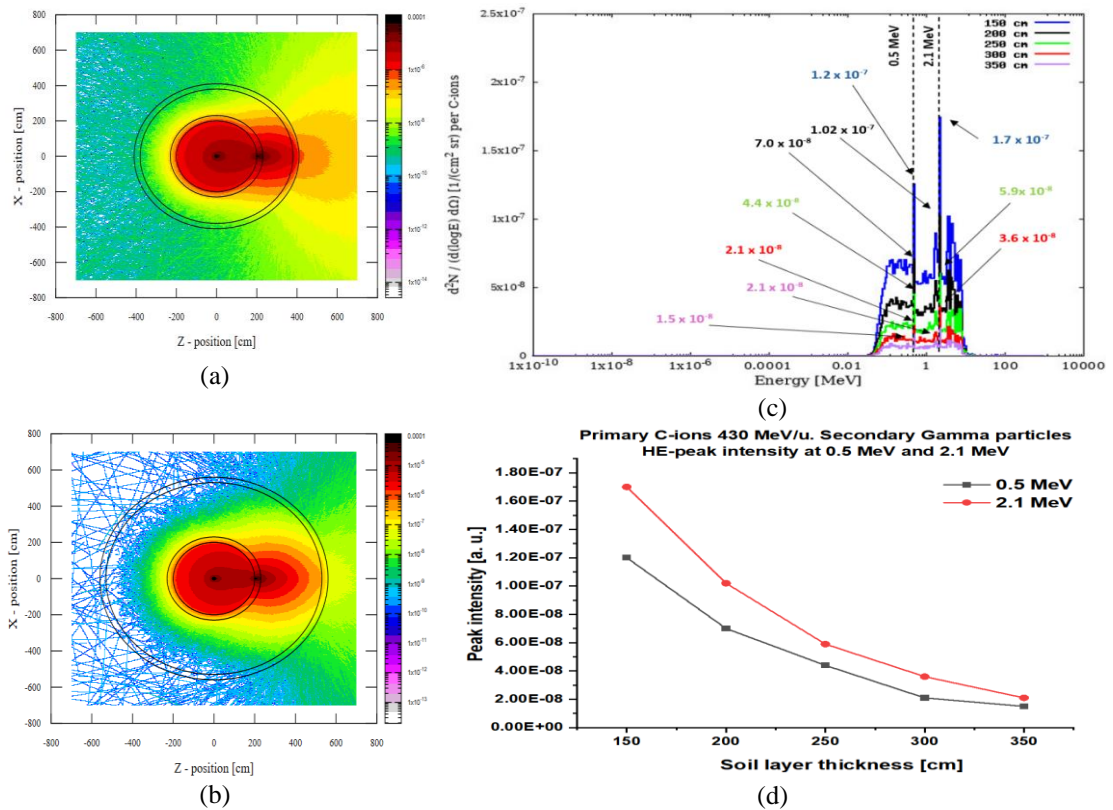 (a)
800
600
400
200
0
-200
-400
-600
-800
X - position [cm]
-800 -600 -400 -200 0 200 400 600 800
Z - position [cm]
0.0001
1x10-6
1x10-8
1x10-10
1x10-12
1x10-14
d²N / (d(logE) dΩ) [1/(cm² sr) per C-ions
2.5x10-7
2x10-7
1.5x10-7
1x10-7
5x10-8
0
1x10-10 1x10-8 1x10-6 0.0001 0.01 1 100 10000
Energy [MeV]
150 cm
200 cm
250 cm
300 cm
350 cm
0.5 MeV
2.1 MeV
1.2 x 10-7
1.02 x 10-7
7.0 x 10-8
4.4 x 10-8
2.1 x 10-8
2.1 x 10-8
1.5 x 10-8
1.7 x 10-7
5.9x 10-8
3.6 x 10-8
(c)
800
600
400
200
0
-200
-400
-600
-800
X - position [cm]
-800 -600 -400 -200 0 200 400 600 800
Z - position [cm]
0.0001
1x10-5
1x10-6
1x10-7
1x10-8
1x10-9
1x10-10
1x10-11
1x10-12
1x10-13
(b)
Primary C-ions 430 MeV/u. Secondary Gamma particles
HE-peak intensity at 0.5 MeV and 2.1 MeV
0.5 MeV
2.1 MeV
Peak intensity [a. u.]
1.80E-07
1.60E-07
1.40E-07
1.20E-07
1.00E-07
8.00E-08
6.00E-08
4.00E-08
2.00E-08
0.00E+00
150 200 250 300 350
Soil layer thickness [cm]
(d)